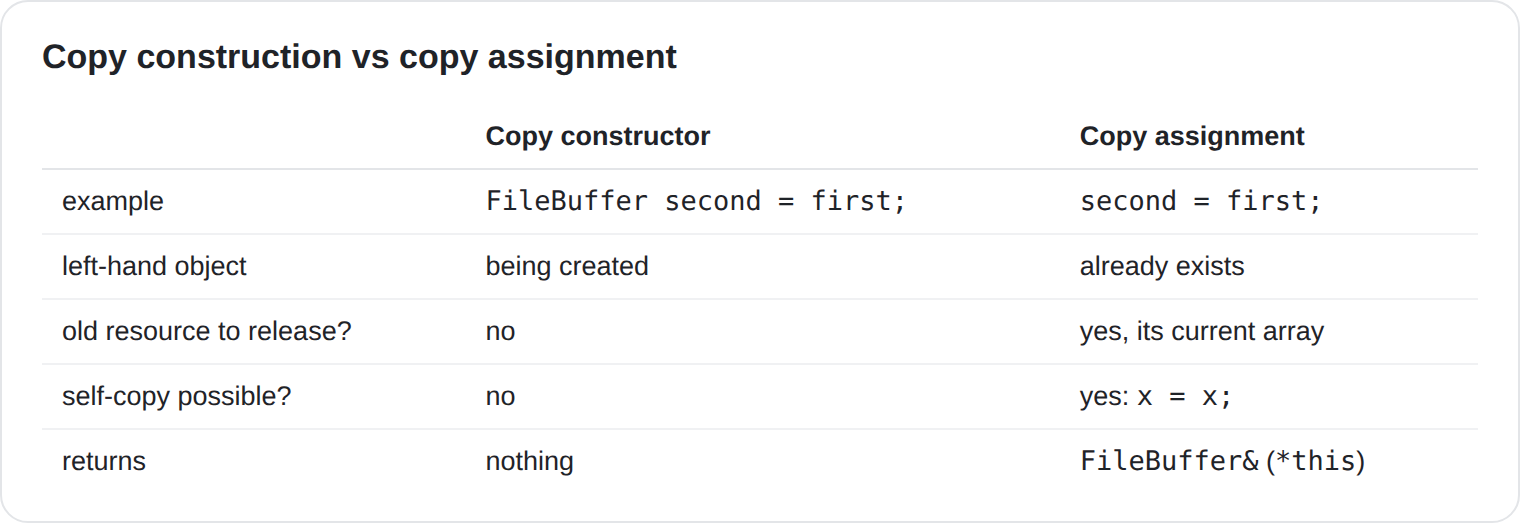 Copy construction vs copy assignment
Copy constructor Copy assignment
example FileBuffer second = first; second = first;
left-hand object being created already exists
old resource to release? no yes, its current array
self-copy possible? no yes: x = x;
returns nothing FileBuffer& (*this)